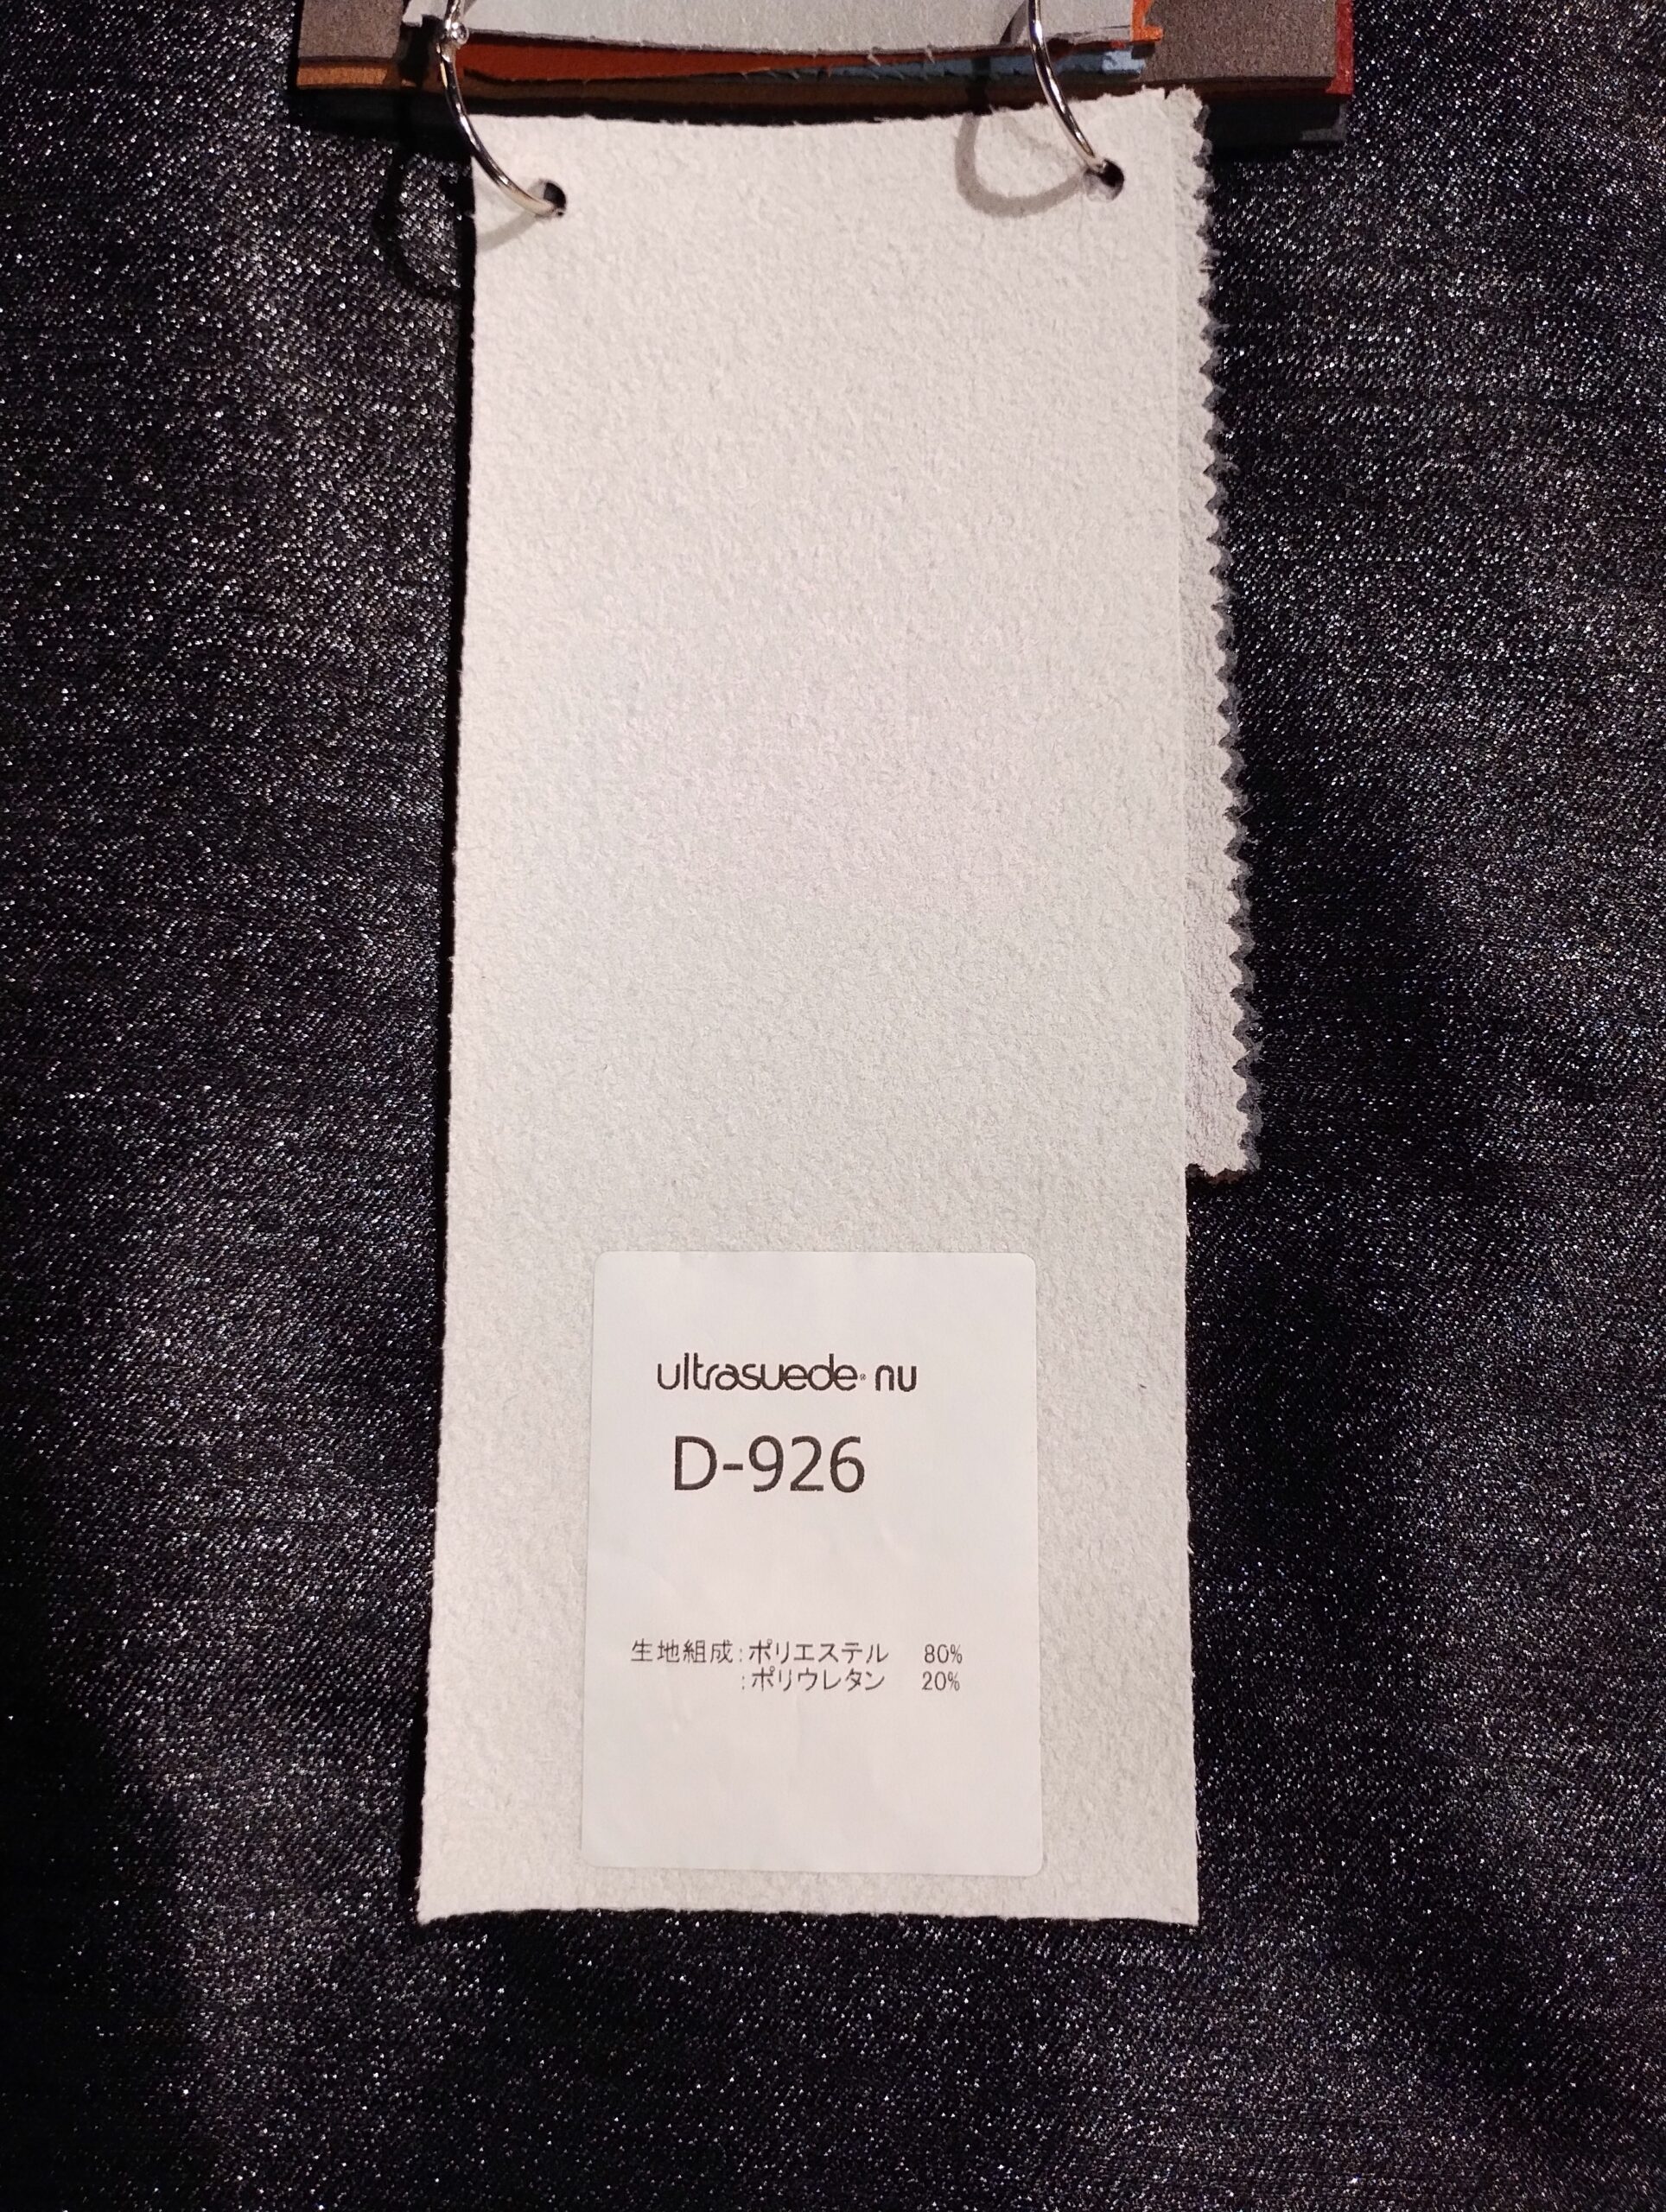 ultrasuede® nu
D-926
生地組成:ポリエステル 80%
:ポリウレタン 20%